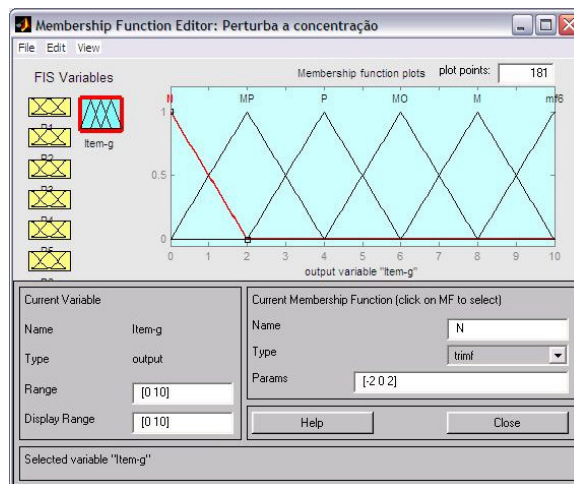 Membership Function Editor: Perturba a concentração
File Edit View
FIS Variables
Membership function plots
plot points:
181
N MP P MO M mf6
1
0.5
0
0 1 2 3 4 5 6 7 8 9 10
output variable "Item-g"
Item-g
Current Variable
Name Item-g
Type output
Range [0 10]
Display Range [0 10]
Current Membership Function (click on MF to select)
Name N
Type trimf
Params [-2 0 2]
Help Close
Selected variable "Item-g"